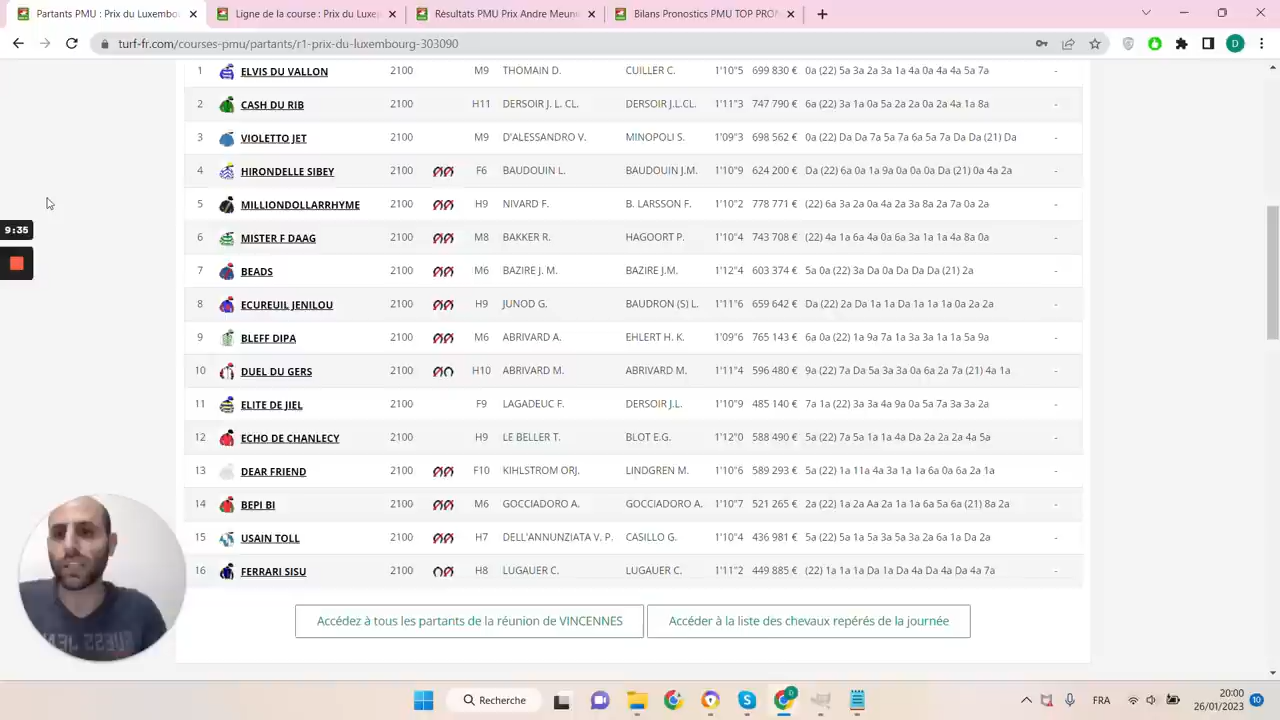 Partants PMU : Prix du Luxembo
Ligne de la course : Prix du Luxe
Résultats PMU Prix Andre Meuni
Bilans Pronostics PMU TOP PRON
turf-fr.com/courses-pmu/partants/r1-prix-du-luxembourg-303090
1 ELVIS DU VALLON 2100 M9 THOMAIN D. CUILLER C. 1'10"5 699 830 € 0a (22) 5a 3a 2a 3a 1a 4a 0a 4a 4a 5a 7a -
2 CASH DU RIB 2100 H11 DERSOIR J. L. CL. DERSOIR J.L.CL. 1'11"3 747 790 € 6a (22) 3a 1a 0a 5a 2a 2a 0a 2a 4a 1a 8a -
3 VIOLETTO JET 2100 M9 D'ALESSANDRO V. MINOPOLI S. 1'09"3 698 562 € 0a (22) Da Da 7a 5a 7a 6a 5a 7a Da Da (21) Da -
4 HIRONDELLE SIBEY 2100 F6 BAUDOUIN L. BAUDOUIN J.M. 1'10"9 624 200 € Da (22) 6a 0a 1a 9a 0a 0a 0a Da (21) 0a 4a 2a -
5 MILLIONDOLLARRHYME 2100 H9 NIVARD F. B. LARSSON F. 1'10"2 778 771 € (22) 6a 3a 2a 0a 4a 2a 3a 8a 2a 7a 0a 2a -
6 MISTER F DAAG 2100 M8 BAKKER R. HAGOORT P. 1'10"4 743 708 € (22) 4a 1a 6a 4a 0a 6a 3a 1a 1a 4a 8a 0a -
7 BEADS 2100 M6 BAZIRE J. M. BAZIRE J.M. 1'12"4 603 374 € 5a 0a (22) 3a Da 0a Da Da Da (21) 2a -
8 ECUREUIL JENILOU 2100 H9 JUNOD G. BAUDRON (S) L. 1'11"6 659 642 € Da (22) 2a Da 1a 1a Da 1a 1a 1a 0a 2a 2a -
9 BLEFF DIPA 2100 M6 ABRIVARD A. EHLERT H. K. 1'09"6 765 143 € 6a 0a (22) 1a 9a 7a 1a 3a 3a 1a 1a 5a 9a -
10 DUEL DU GERS 2100 H10 ABRIVARD M. ABRIVARD M. 1'11"4 596 480 € 9a (22) 7a Da 5a 3a 3a 0a 6a 2a 7a (21) 4a 1a -
11 ELITE DE JIEL 2100 F9 LAGADEUC F. DERSOIR J.L. 1'10"9 485 140 € 7a 1a (22) 3a 3a 4a 9a 0a 5a 7a 3a 3a 2a -
12 ECHO DE CHANLECY 2100 H9 LE BELLER T. BLOT E.G. 1'12"0 588 490 € 5a (22) 7a 5a 1a 1a 4a Da 2a 2a 2a 4a 5a -
13 DEAR FRIEND 2100 F10 KIHLSTROM ORJ. LINDGREN M. 1'10"6 589 293 € 5a (22) 1a 11a 4a 3a 1a 1a 6a 0a 6a 2a 1a -
14 BEPI BI 2100 M6 GOCCIADORO A. GOCCIADORO A. 1'10"7 521 265 € 2a (22) 1a 2a Aa 2a 1a 1a 6a 5a 6a (21) 8a 2a -
15 USAIN TOLL 2100 H7 DELL'ANNUNZIATA V. P. CASILLO G. 1'10"4 436 981 € 5a (22) 5a 1a 5a 3a 5a 3a 2a 6a 1a Da 2a -
16 FERRARI SISU 2100 H8 LUGAUER C. LUGAUER C. 1'11"2 449 885 € (22) 1a 1a 1a Da 1a Da 4a Da 4a Da 4a 7a -
9:35
Accédez à tous les partants de la réunion de VINCENNES
Accéder à la liste des chevaux repérés de la journée
Recherche
FRA
20:00
26/01/2023
10